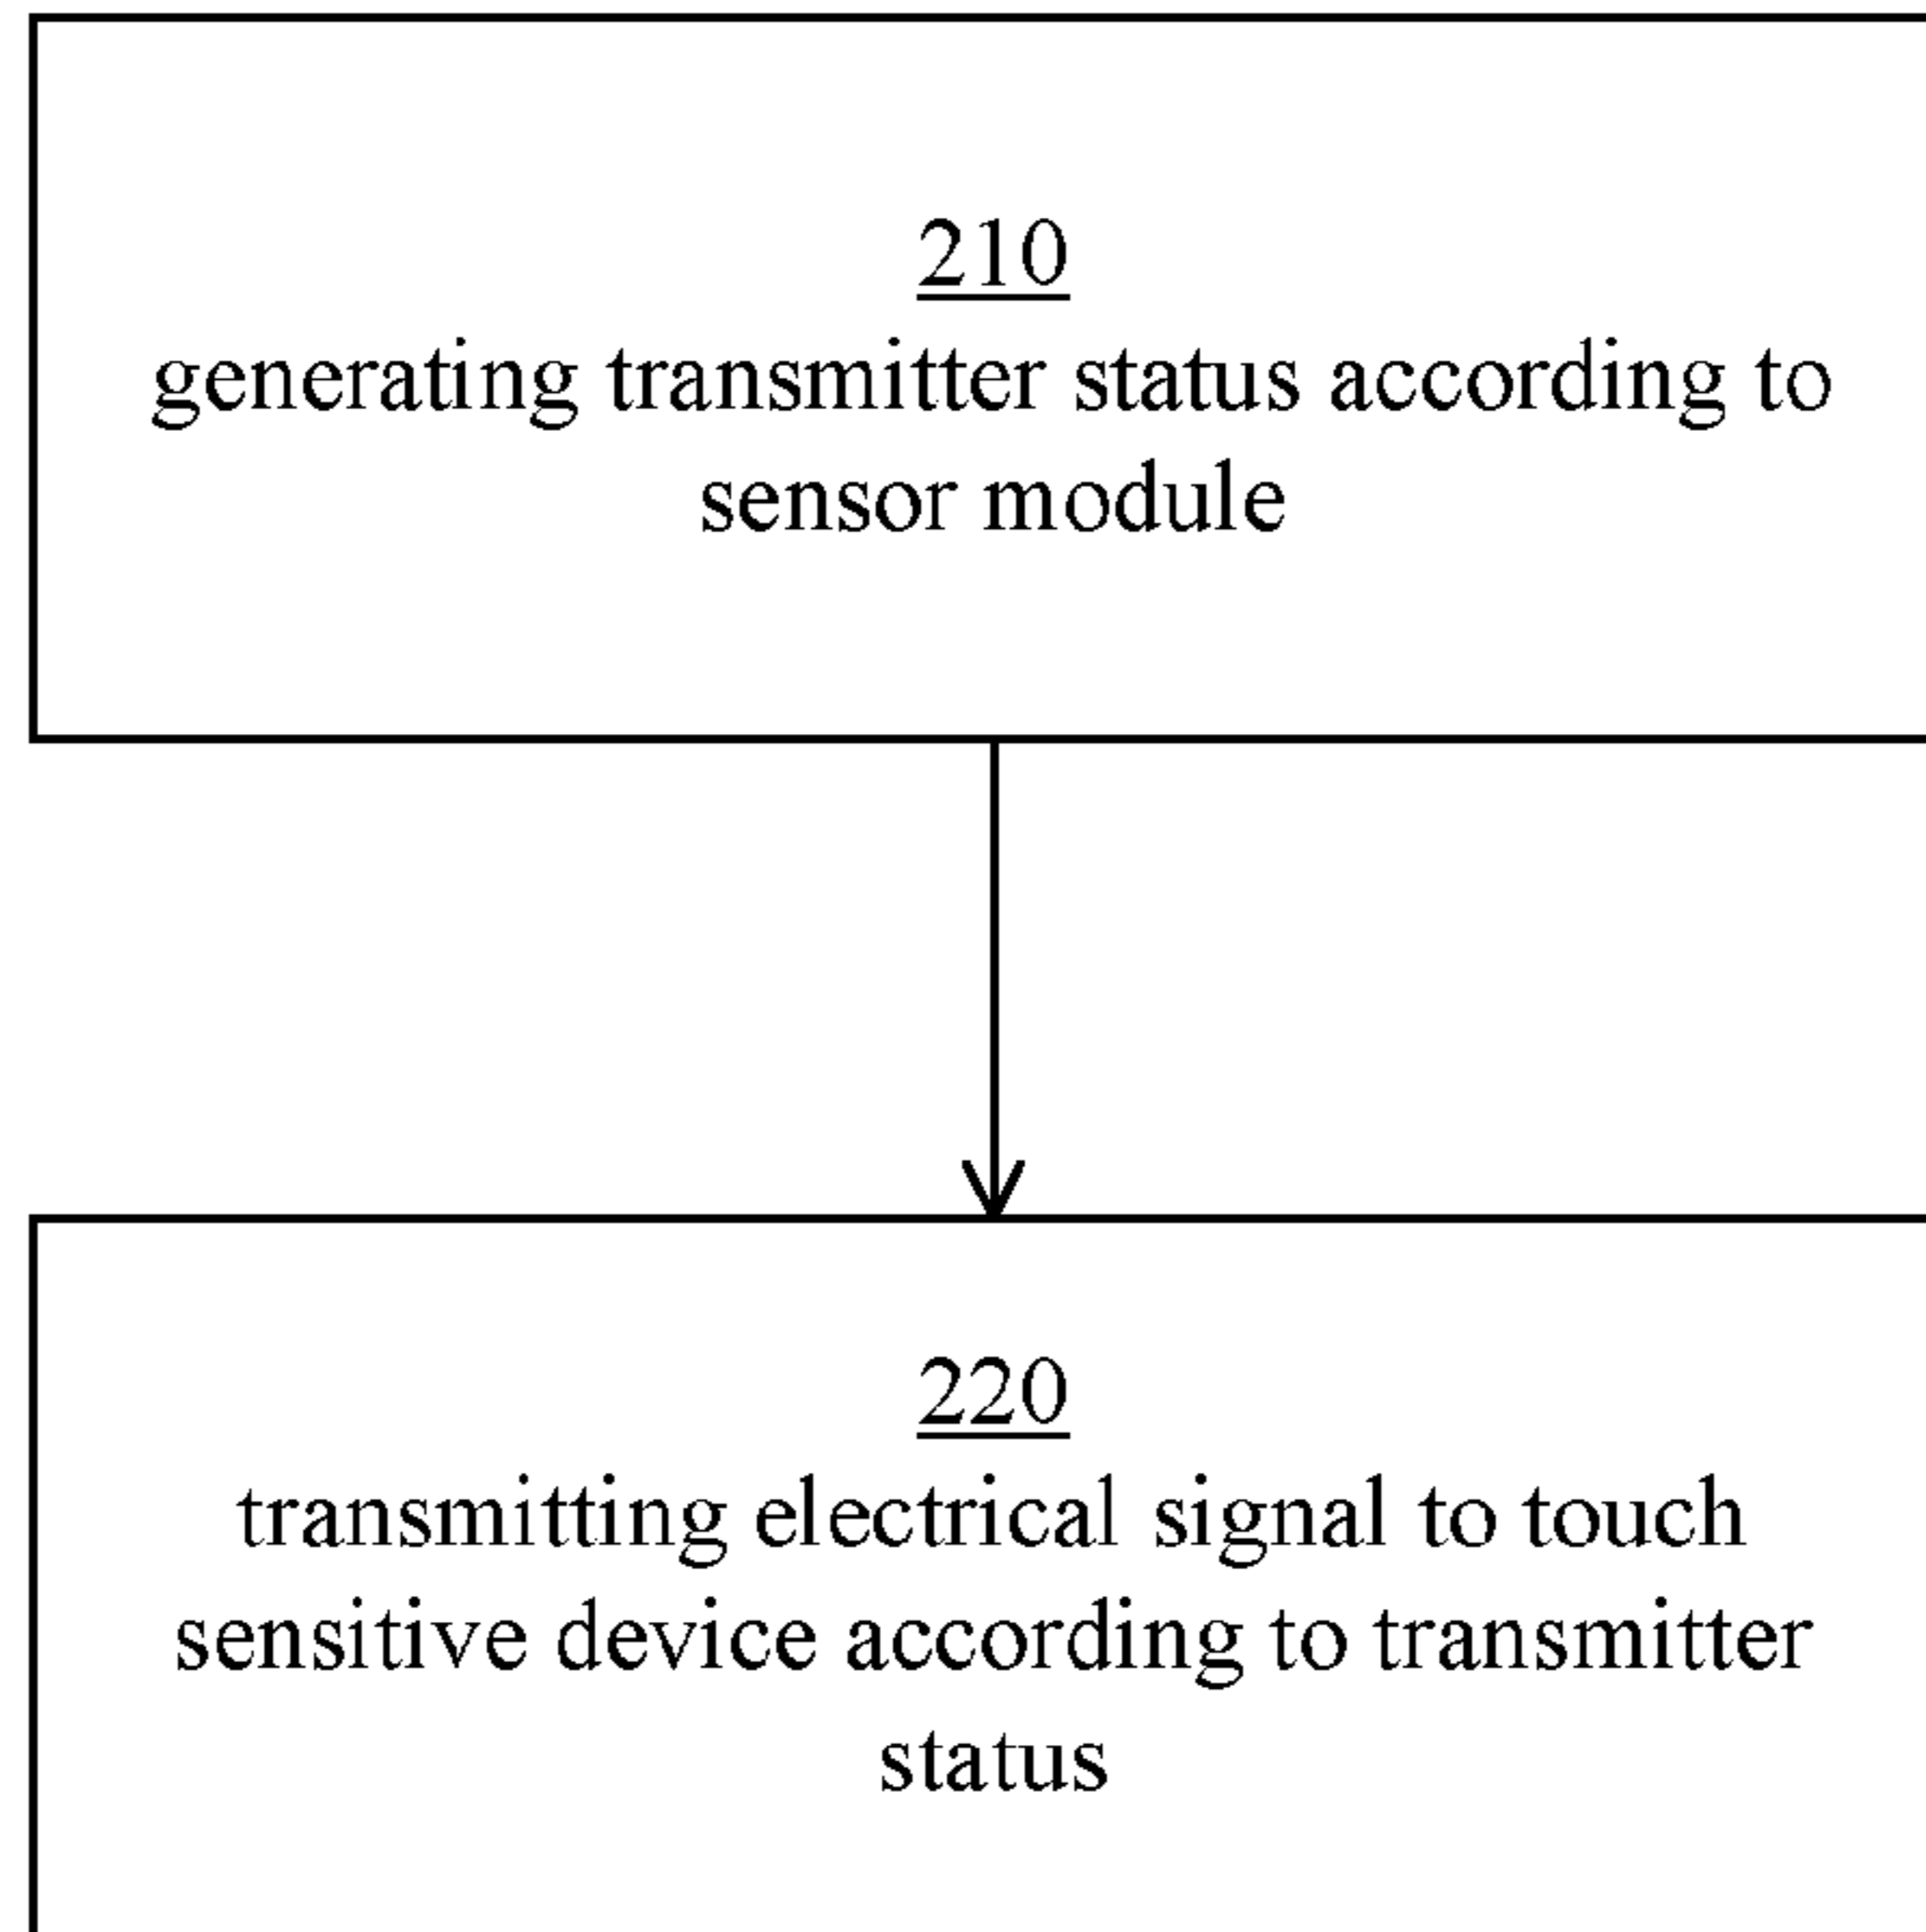 210
generating transmitter status according to
sensor module
220
transmitting electrical signal to touch
sensitive device according to transmitter
status